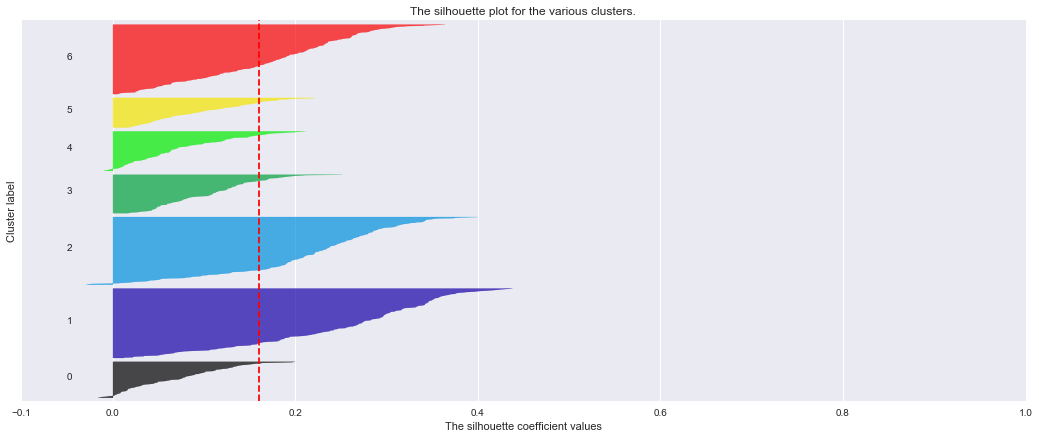 The silhouette plot for the various clusters.
6
5
4
3
2
1
0
Cluster label
−0.1 0.0 0.2 0.4 0.6 0.8 1.0
The silhouette coefficient values